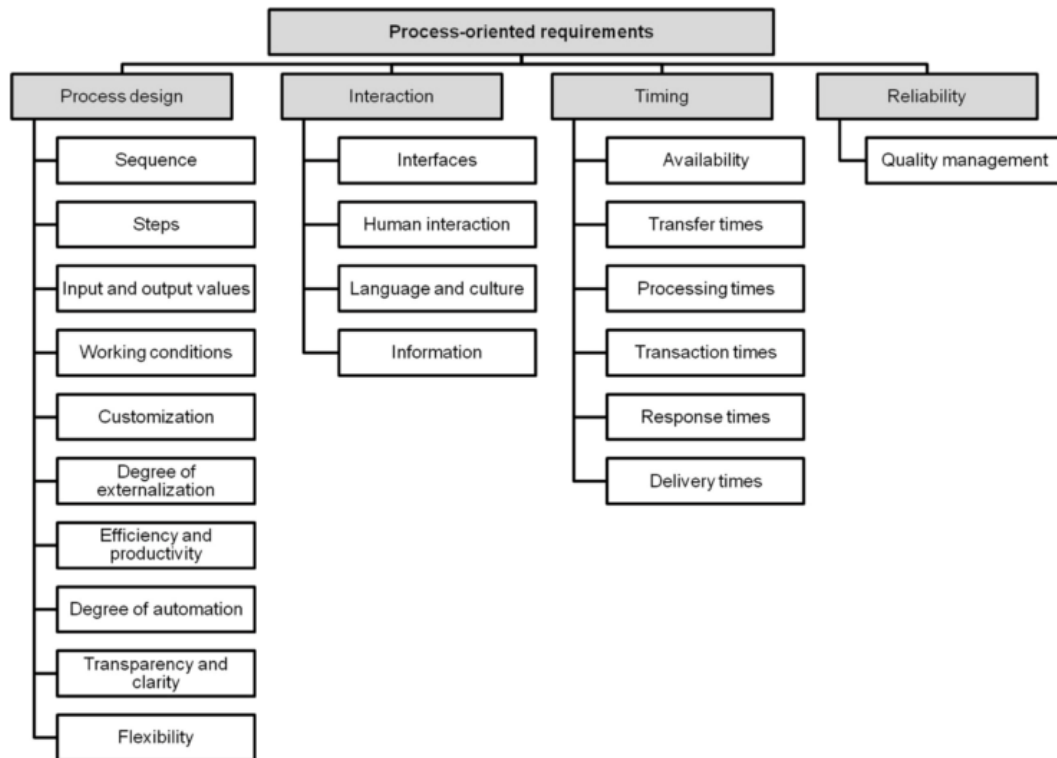 Process-oriented requirements
Process design
Sequence
Steps
Input and output values
Working conditions
Customization
Degree of
externalization
Efficiency and
productivity
Degree of automation
Transparency and
clarity
Flexibility
Interaction
Interfaces
Human interaction
Language and culture
Information
Timing
Availability
Transfer times
Processing times
Transaction times
Response times
Delivery times
Reliability
Quality management